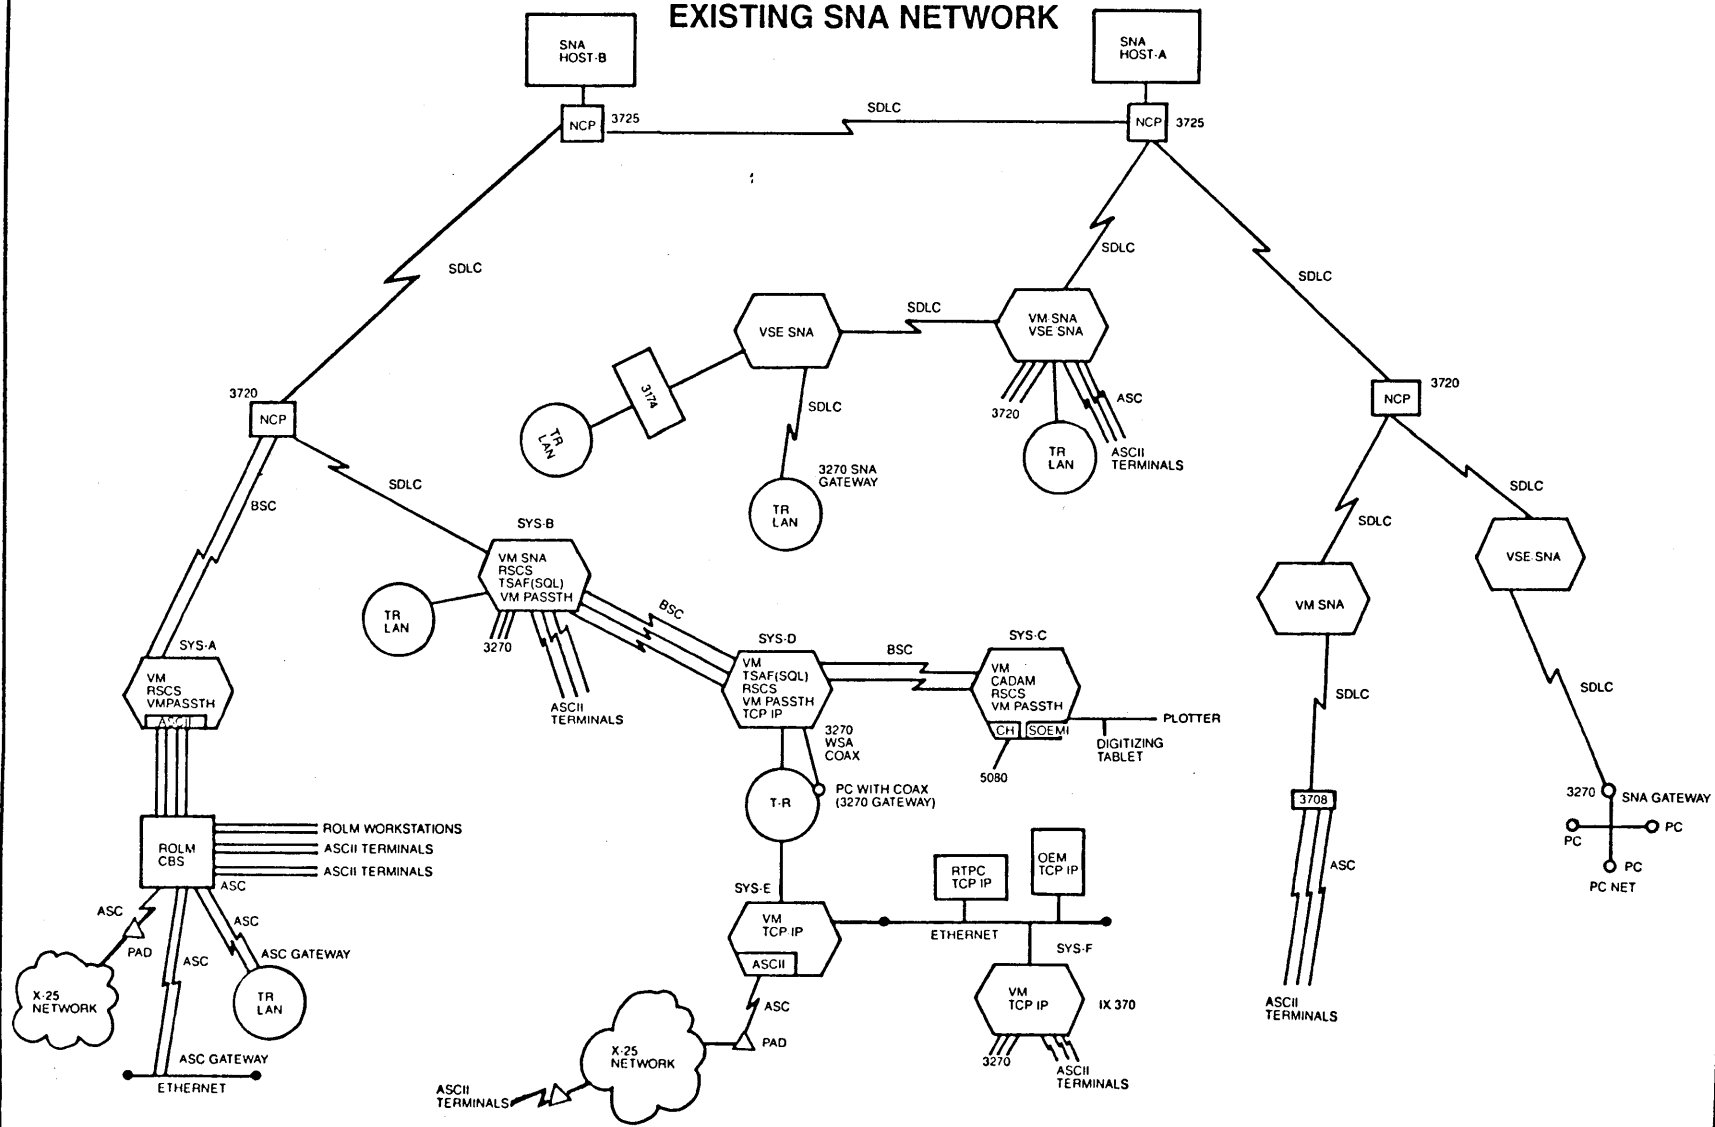 EXISTING SNA NETWORK
SNA
HOST-B
SNA
HOST-A
NCP
3725
SDLC
NCP
3725
SDLC
SDLC
SDLC
SDLC
VSE SNA
VM SNA
VSE SNA
3174
TR
LAN
SDLC
3270 SNA
GATEWAY
TR
LAN
3720
ASC
TR
LAN
ASCII
TERMINALS
3720
NCP
3720
NCP
BSC
SDLC
SDLC
SDLC
SYS-B
VM SNA
RSCS
TSAF(SQL)
VM PASSTH
TR
LAN
3270
ASCII
TERMINALS
BSC
VSE SNA
VM SNA
SYS-A
VM
RSCS
VMPASSTH
ASCII
SYS-D
VM
TSAF(SQL)
RSCS
VM PASSTH
TCP IP
BSC
SYS-C
VM
CADAM
RSCS
VM PASSTH
CH
SOEMI
PLOTTER
DIGITIZING
TABLET
5080
3270
WSA
COAX
T-R
PC WITH COAX
(3270 GATEWAY)
SDLC
SDLC
3708
ASC
ASCII
TERMINALS
3270
SNA GATEWAY
PC
PC
PC
PC NET
ROLM
CBS
ROLM WORKSTATIONS
ASCII TERMINALS
ASCII TERMINALS
ASC
ASC
PAD
X-25
NETWORK
ASC
ASC
ASC GATEWAY
TR
LAN
ASC GATEWAY
ETHERNET
SYS-E
VM
TCP IP
ASCII
RTPC
TCP IP
OEM
TCP IP
ETHERNET
SYS-F
VM
TCP IP
IX 370
3270
ASCII
TERMINALS
ASC
PAD
X-25
NETWORK
ASCII
TERMINALS